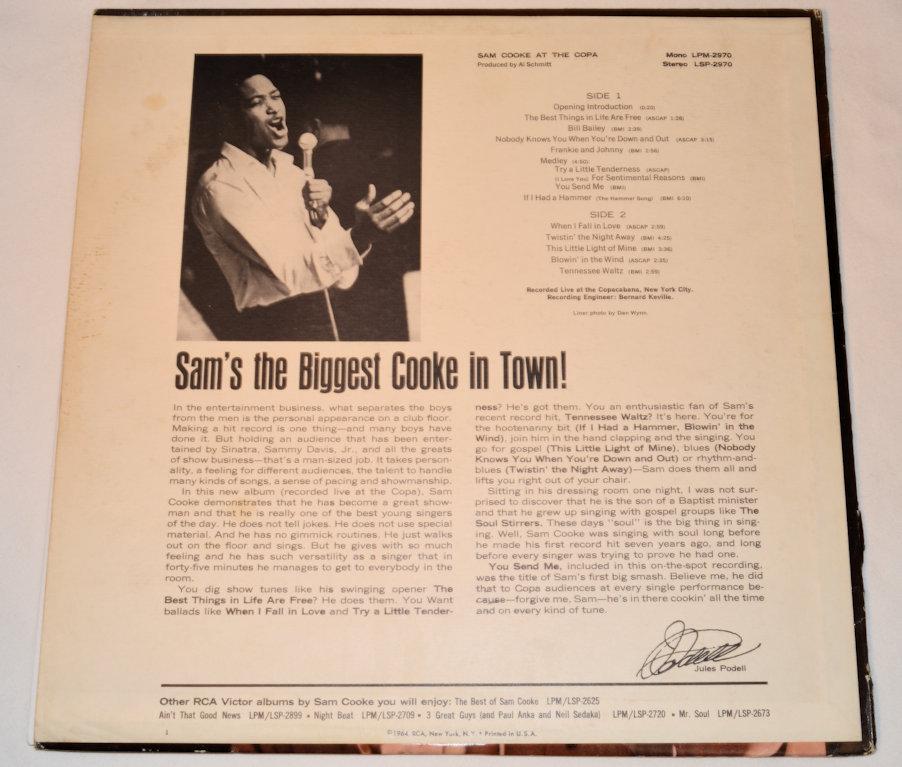 SAM COOKE AT THE COPA
Produced by Al Schmitt
Mono LPM-2970
Stereo LSP-2970
SIDE 1
Opening Introduction (0:20)
The Best Things in Life Are Free (ASCAP 1:28)
Bill Bailey (BMI 2:39)
Nobody Knows You When You're Down and Out (ASCAP 3:15)
Frankie and Johnny (BMI 2:56)
Medley (4:50):
Try a Little Tenderness (ASCAP)
(I Love You) For Sentimental Reasons (BMI)
You Send Me (BMI)
If I Had a Hammer (The Hammer Song) (BMI 6:10)
SIDE 2
When I Fall in Love (ASCAP 2:59)
Twistin' the Night Away (BMI 4:25)
This Little Light of Mine (BMI 3:36)
Blowin' in the Wind (ASCAP 2:35)
Tennessee Waltz (BMI 2:59)
Recorded Live at the Copacabana, New York City.
Recording Engineer: Bernard Keville.
Liner photo by Dan Wynn.
Sam's the Biggest Cooke in Town!
In the entertainment business, what separates the boys
from the men is the personal appearance on a club floor.
Making a hit record is one thing—and many boys have
done it. But holding an audience that has been enter-
tained by Sinatra, Sammy Davis, Jr., and all the greats
of show business—that's a man-sized job. It takes person-
ality, a feeling for different audiences, the talent to handle
many kinds of songs, a sense of pacing and showmanship.
In this new album (recorded live at the Copa), Sam
Cooke demonstrates that he has become a great show-
man and that he is really one of the best young singers
of the day. He does not tell jokes. He does not use special
material. And he has no gimmick routines. He just walks
out on the floor and sings. But he gives with so much
feeling and he has such versatility as a singer that in
forty-five minutes he manages to get to everybody in the
room.
You dig show tunes like his swinging opener The
Best Things in Life Are Free? He does them. You Want
ballads like When I Fall in Love and Try a Little Tender-
ness? He's got them. You an enthusiastic fan of Sam's
recent record hit, Tennessee Waltz? It's here. You're for
the hootenanny bit (If I Had a Hammer, Blowin' in the
Wind), join him in the hand clapping and the singing. You
go for gospel (This Little Light of Mine), blues (Nobody
Knows You When You're Down and Out) or rhythm-and-
blues (Twistin' the Night Away)—Sam does them all and
lifts you right out of your chair.
Sitting in his dressing room one night, I was not sur-
prised to discover that he is the son of a Baptist minister
and that he grew up singing with gospel groups like The
Soul Stirrers. These days "soul" is the big thing in sing-
ing. Well, Sam Cooke was singing with soul long before
he made his first record hit seven years ago, and long
before every singer was trying to prove he had one.
You Send Me, included in this on-the-spot recording,
was the title of Sam's first big smash. Believe me, he did
that to Copa audiences at every single performance be-
cause—forgive me, Sam—he's in there cookin' all the time
and on every kind of tune.
Jules Podell
Other RCA Victor albums by Sam Cooke you will enjoy: The Best of Sam Cooke LPM/LSP-2625
Ain't That Good News LPM/LSP-2899 • Night Beat LPM/LSP-2709 • 3 Great Guys (and Paul Anka and Neil Sedaka) LPM/LSP-2720 • Mr. Soul LPM/LSP-2673
1
©1964, RCA, New York, N.Y. • Printed in U.S.A.